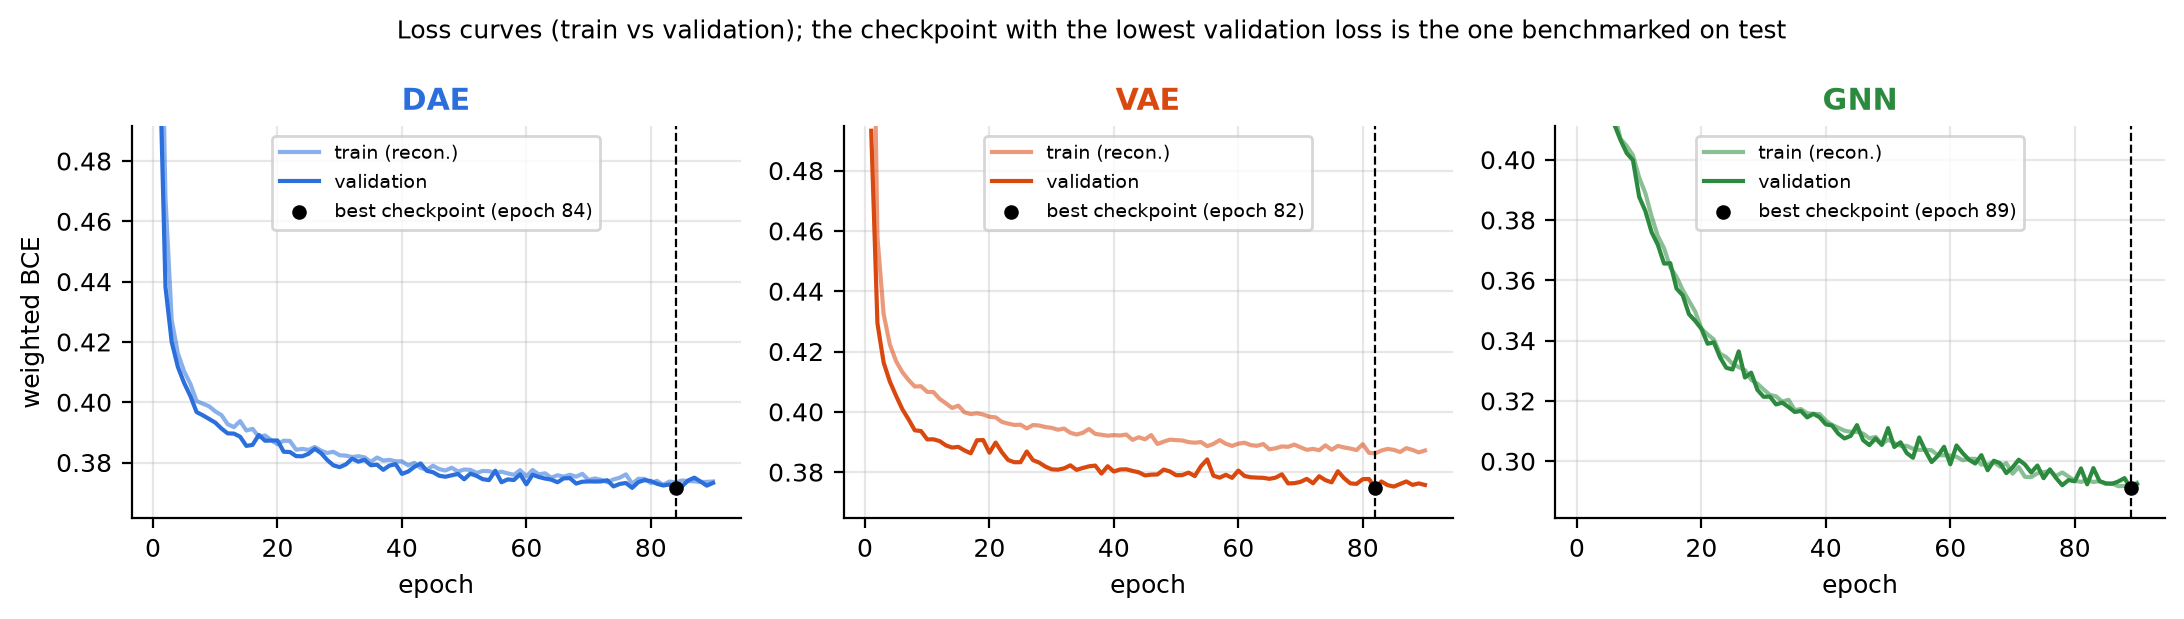 Loss curves (train vs validation); the checkpoint with the lowest validation loss is the one benchmarked on test
DAE
weighted BCE
0.48
0.46
0.44
0.42
0.40
0.38
train (recon.)
validation
best checkpoint (epoch 84)
0
20
40
60
80
epoch
VAE
0.48
0.46
0.44
0.42
0.40
0.38
train (recon.)
validation
best checkpoint (epoch 82)
0
20
40
60
80
epoch
GNN
0.40
0.38
0.36
0.34
0.32
0.30
train (recon.)
validation
best checkpoint (epoch 89)
0
20
40
60
80
epoch